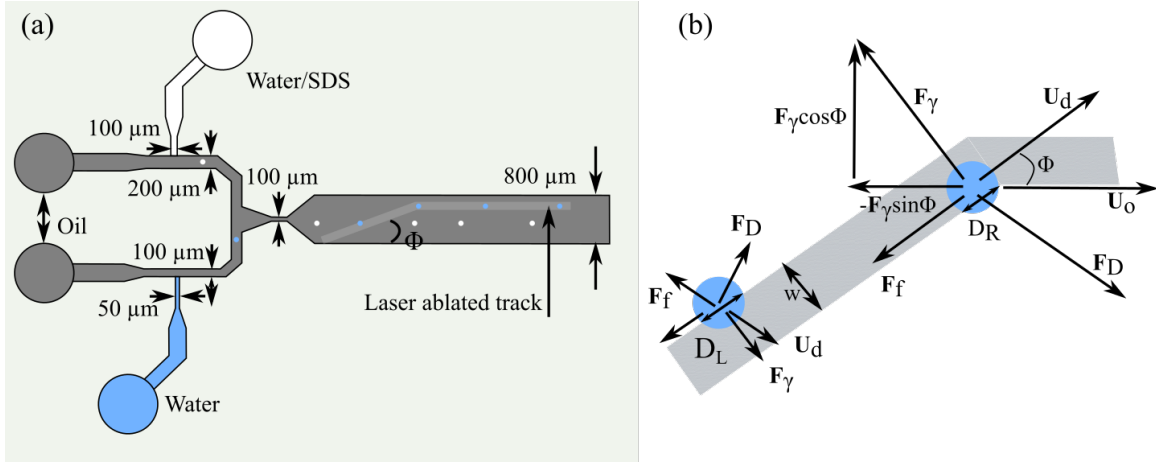 (a)
Water/SDS
100 µm
200 µm
Oil
100 µm
50 µm
Water
100 µm
800 µm
Φ
Laser ablated track
(b)
Fγ
Fγcosφ
Ud
Φ
-FγsinΦ
Uo
DR
FD
Ff
FD
Ff
w
DL
Ud
Fγ